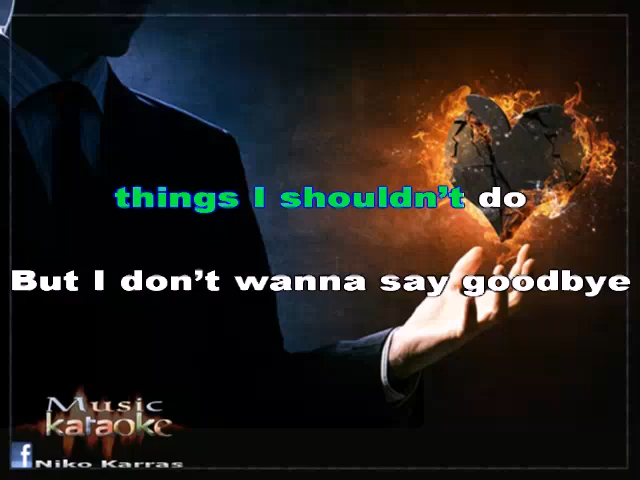 things I shouldn't do
But I don't wanna say goodbye
Music
karaoke
f Niko Karras